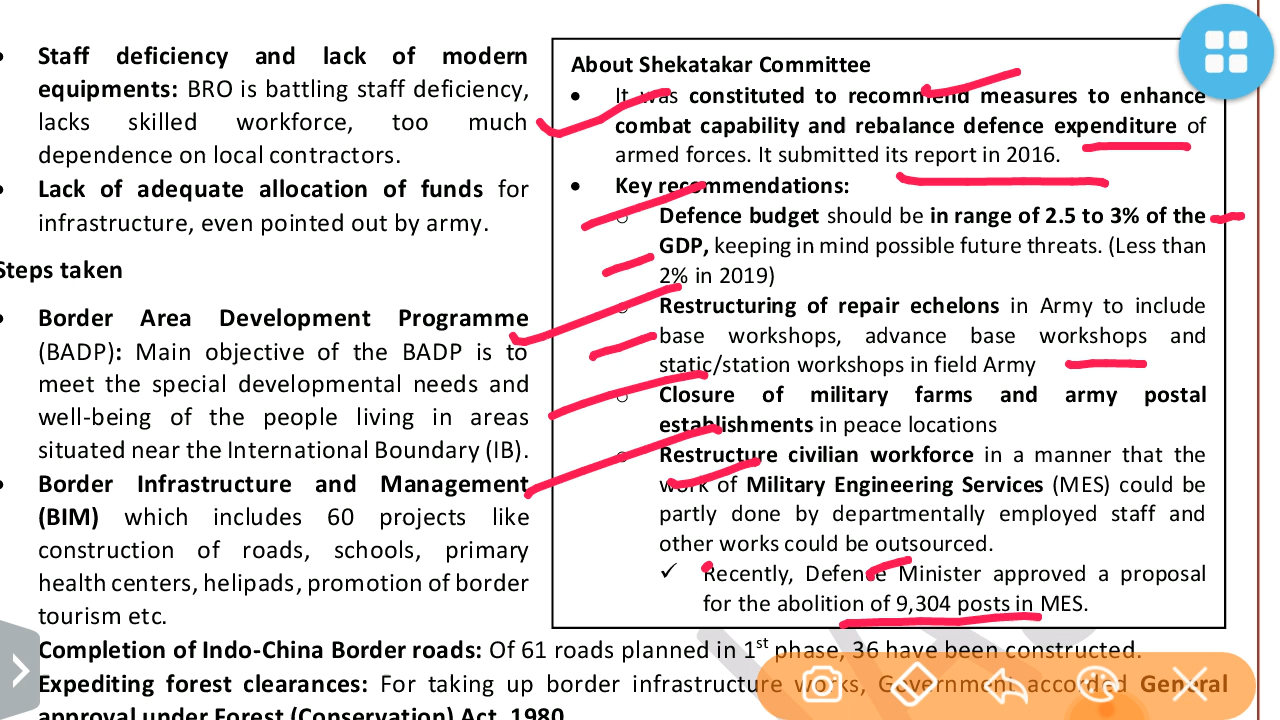 • Staff deficiency and lack of modern
equipments: BRO is battling staff deficiency,
lacks skilled workforce, too much
dependence on local contractors.
• Lack of adequate allocation of funds for
infrastructure, even pointed out by army.
Steps taken
• Border Area Development Programme
(BADP): Main objective of the BADP is to
meet the special developmental needs and
well-being of the people living in areas
situated near the International Boundary (IB).
• Border Infrastructure and Management
(BIM) which includes 60 projects like
construction of roads, schools, primary
health centers, helipads, promotion of border
tourism etc.
About Shekatakar Committee
• It was constituted to recommend measures to enhance
combat capability and rebalance defence expenditure of
armed forces. It submitted its report in 2016.
• Key recommendations:
o Defence budget should be in range of 2.5 to 3% of the
GDP, keeping in mind possible future threats. (Less than
2% in 2019)
o Restructuring of repair echelons in Army to include
base workshops, advance base workshops and
static/station workshops in field Army
o Closure of military farms and army postal
establishments in peace locations
o Restructure civilian workforce in a manner that the
work of Military Engineering Services (MES) could be
partly done by departmentally employed staff and
other works could be outsourced.
✓ Recently, Defence Minister approved a proposal
for the abolition of 9,304 posts in MES.
Completion of Indo-China Border roads: Of 61 roads planned in 1st phase, 36 have been constructed.
Expediting forest clearances: For taking up border infrastructure works, Government accorded General
approval under Forest (Conservation) Act, 1980